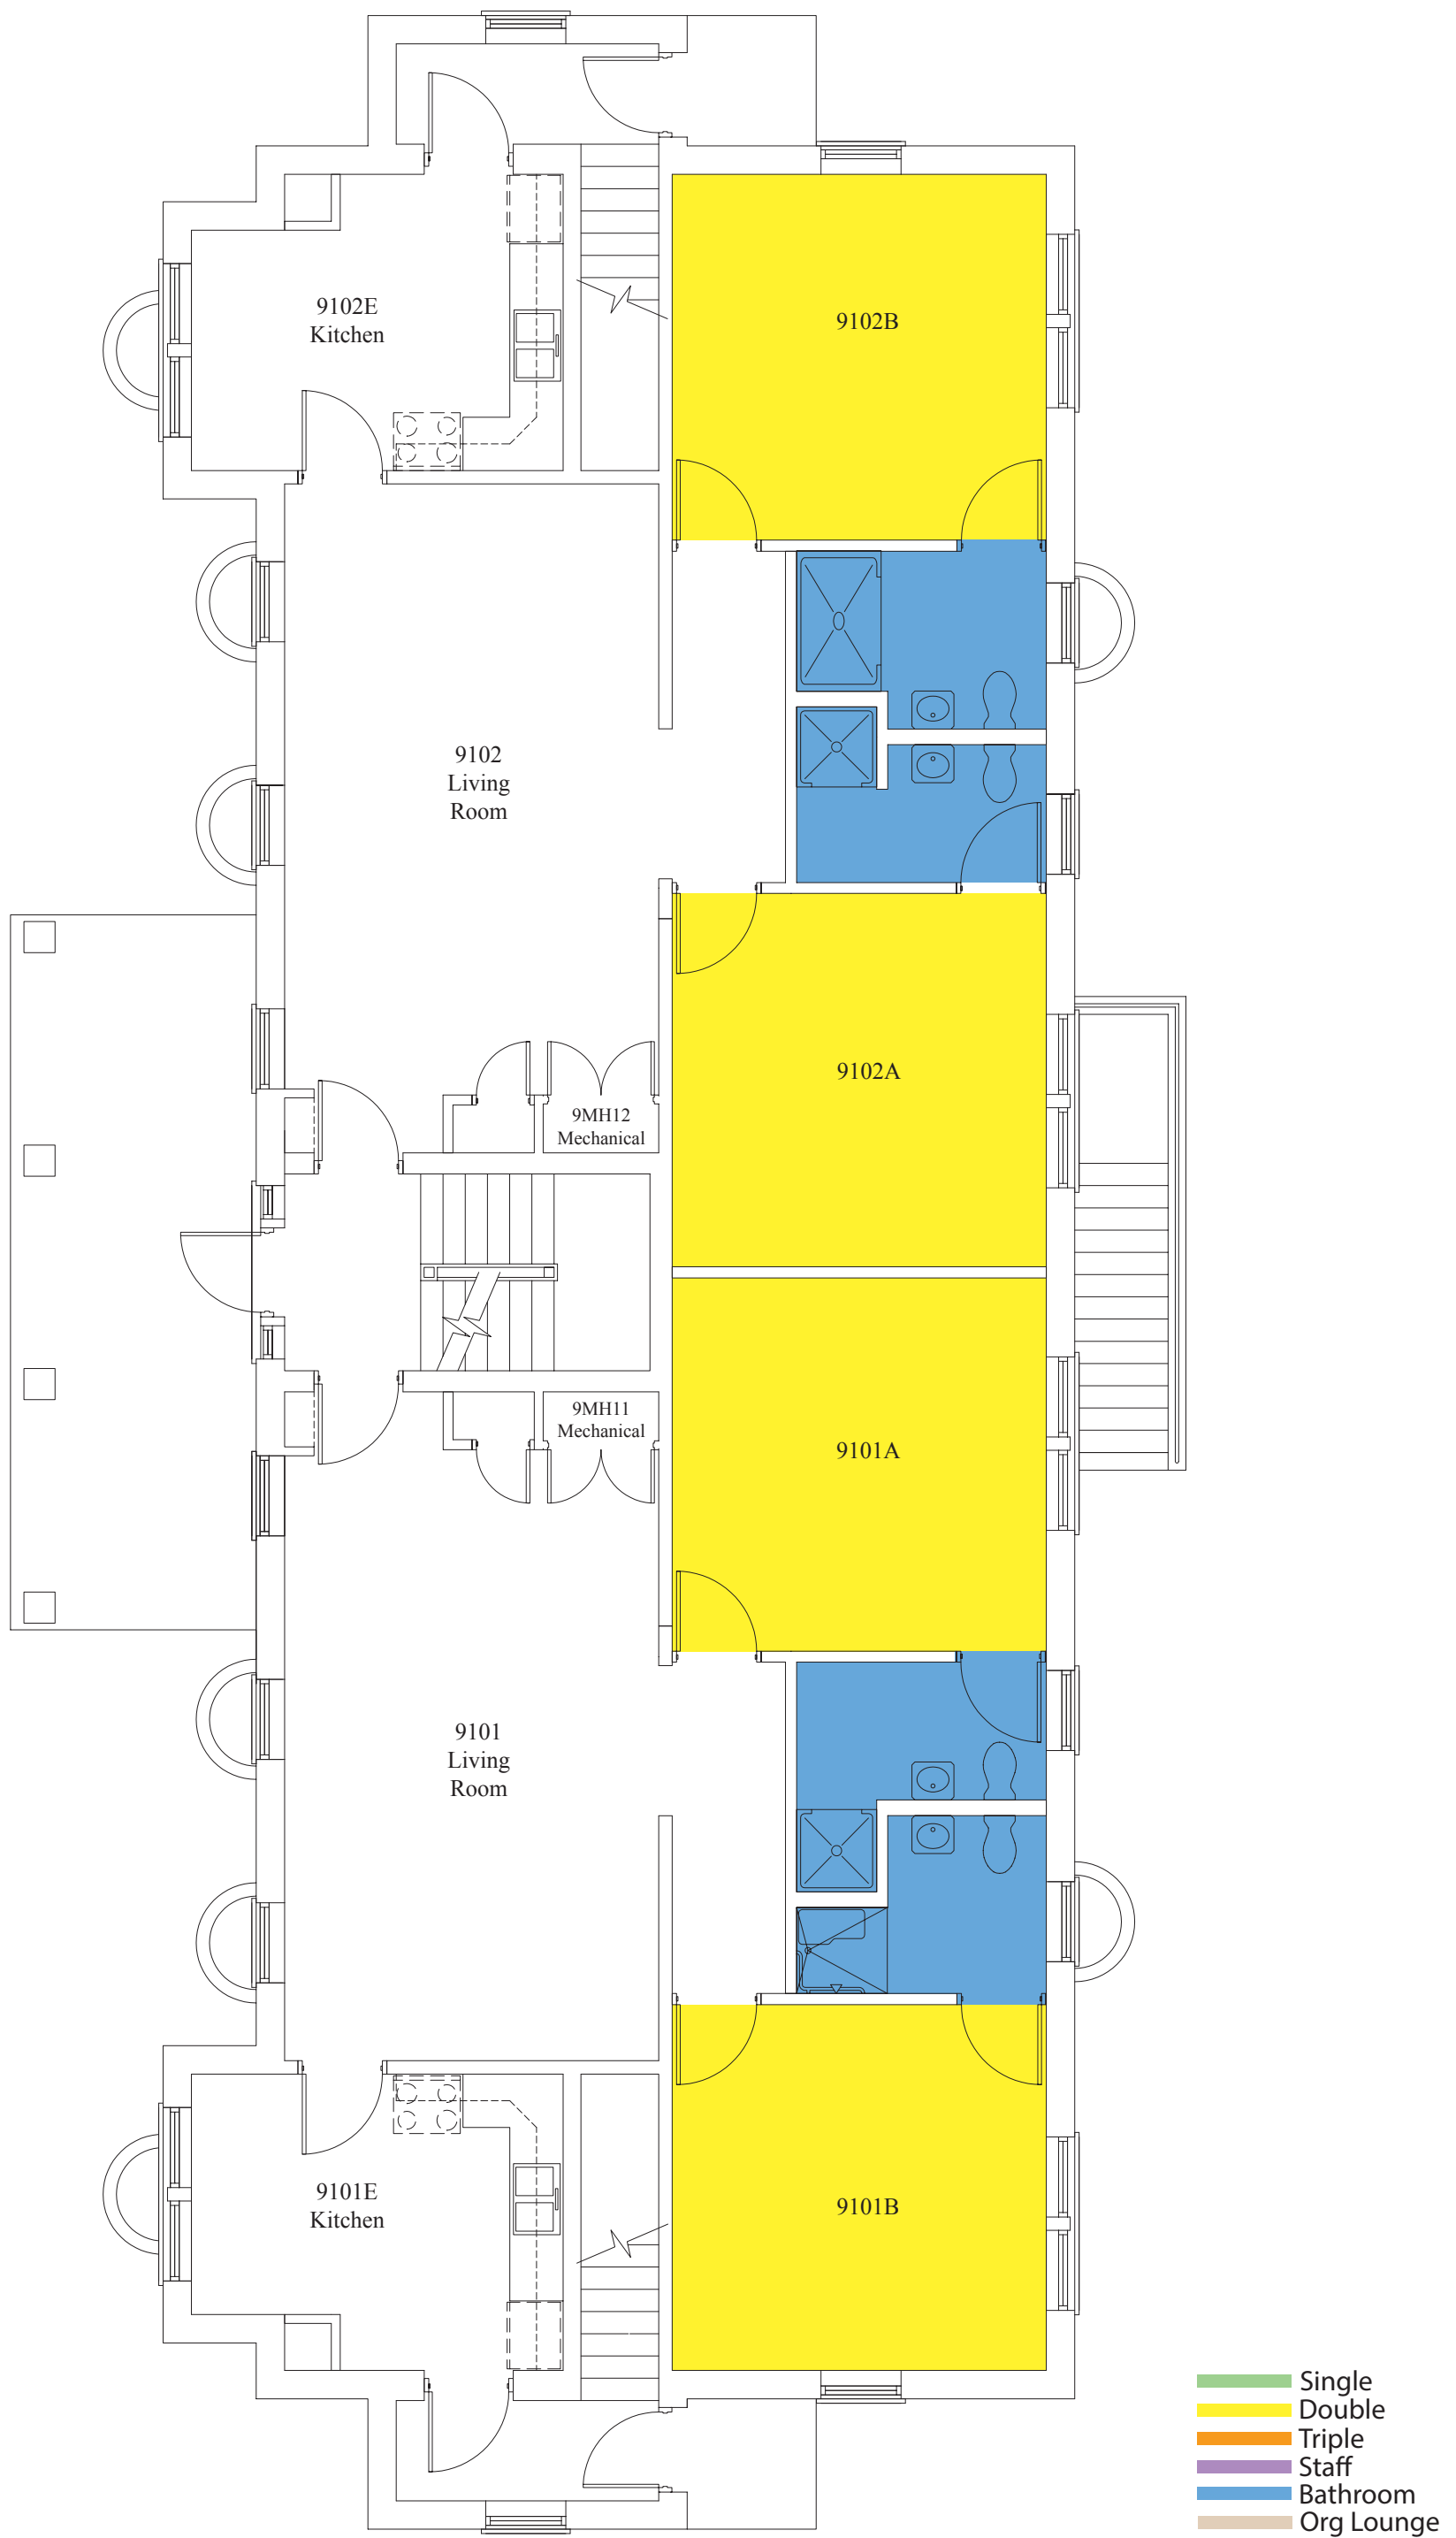 9102E
Kitchen
9102B
9102
Living
Room
9102A
9MH12
Mechanical
9MH11
Mechanical
9101A
9101
Living
Room
9101E
Kitchen
9101B
Single
Double
Triple
Staff
Bathroom
Org Lounge